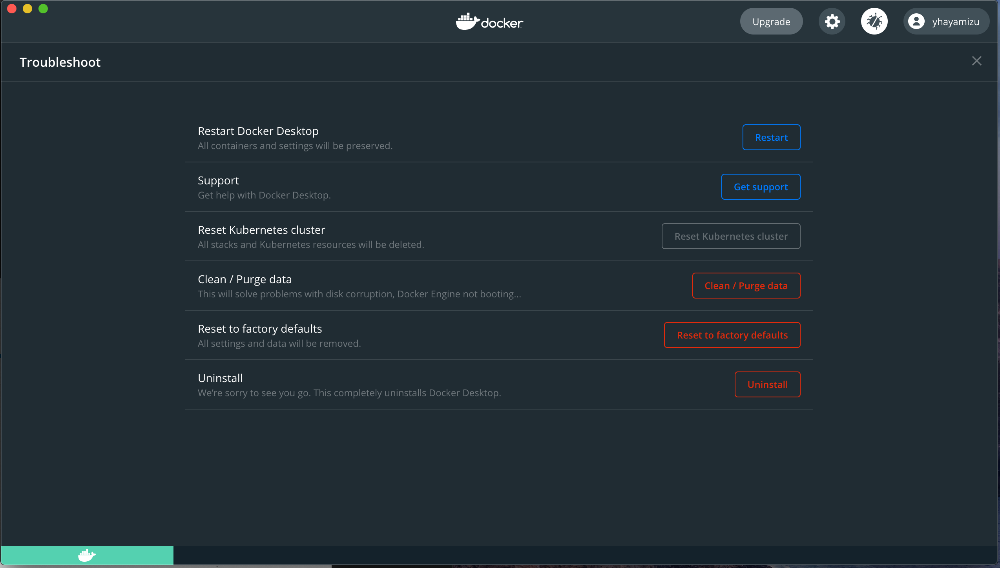 docker
Upgrade
yhayamizu
Troubleshoot
Restart Docker Desktop
All containers and settings will be preserved.
Restart
Support
Get help with Docker Desktop.
Get support
Reset Kubernetes cluster
All stacks and Kubernetes resources will be deleted.
Reset Kubernetes cluster
Clean / Purge data
This will solve problems with disk corruption, Docker Engine not booting...
Clean / Purge data
Reset to factory defaults
All settings and data will be removed.
Reset to factory defaults
Uninstall
We’re sorry to see you go. This completely uninstalls Docker Desktop.
Uninstall